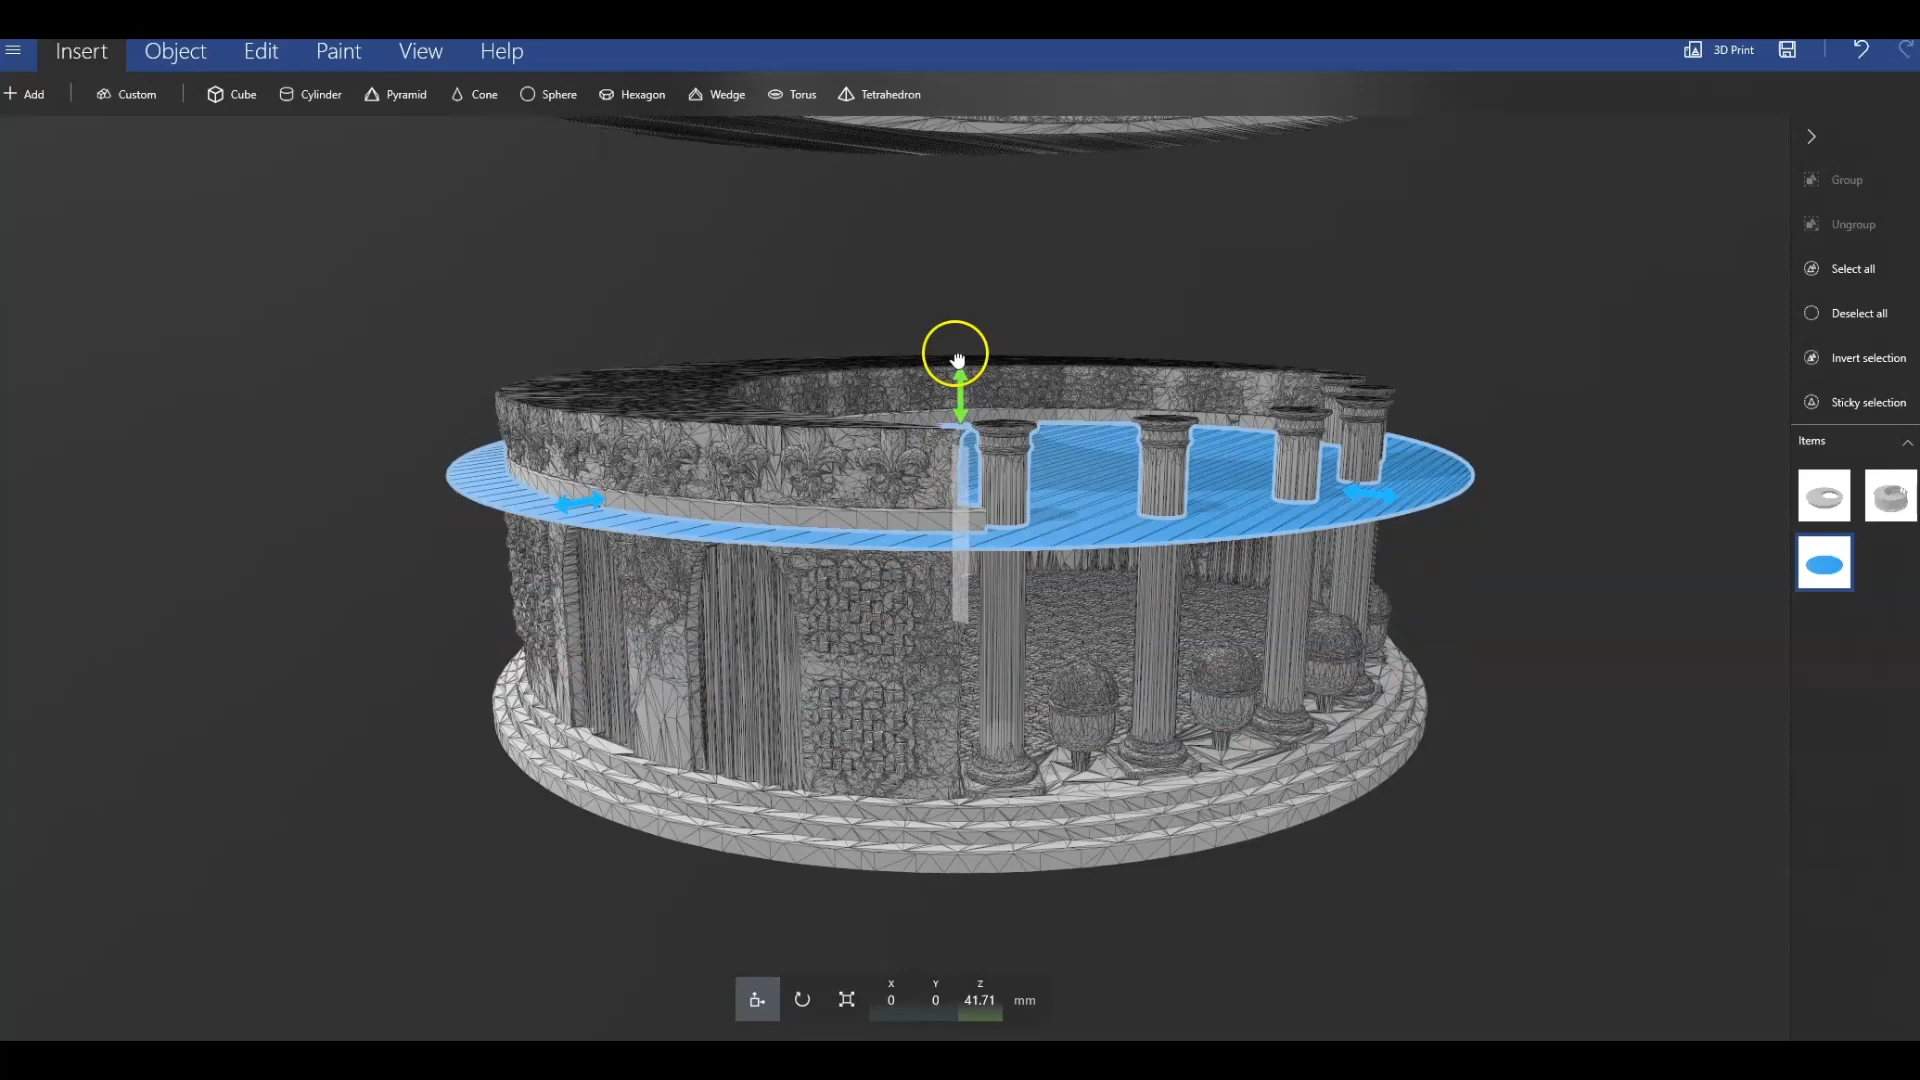 Insert Object Edit Paint View Help 3D Print
Add Custom Cube Cylinder Pyramid Cone Sphere Hexagon Wedge Torus Tetrahedron
Group
Ungroup
Select all
Deselect all
Invert selection
Sticky selection
Items
X Y Z
0 0 41.71 mm